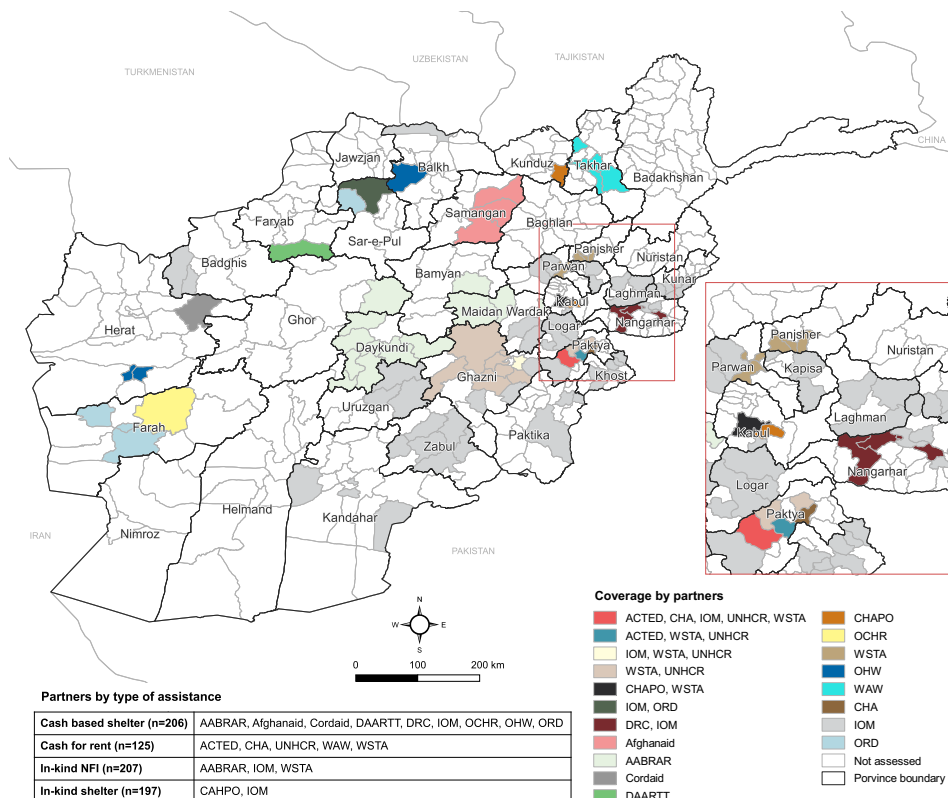 TURKMENISTAN
UZBEKISTAN
TAJIKISTAN
CHINA
Jawzjan
Balkh
Kunduz
Takhar
Badakhshan
Samangan
Faryab
Sar-e-Pul
Baghlan
Panjsher
Nuristan
Badghis
Bamyan
Parwan
Kunar
Kabul
Laghman
Herat
Ghor
Maidan Wardak
Logar
Nangarhar
Daykundi
Paktya
Ghazni
Khost
Uruzgan
Farah
Zabul
Paktika
Helmand
Kandahar
Nimroz
IRAN
PAKISTAN
Panjsher
Nuristan
Parwan
Kapisa
Laghman
Kabul
Nangarhar
Logar
Paktya
N
W
E
S
0 100 200 km
Coverage by partners
ACTED, CHA, IOM, UNHCR, WSTA
ACTED, WSTA, UNHCR
IOM, WSTA, UNHCR
WSTA, UNHCR
CHAPO, WSTA
IOM, ORD
DRC, IOM
Afghanaid
AABRAR
Cordaid
DAARTT
CHAPO
OCHR
WSTA
OHW
WAW
CHA
IOM
ORD
Not assessed
Porvince boundary
Partners by type of assistance
Cash based shelter (n=206) AABRAR, Afghanaid, Cordaid, DAARTT, DRC, IOM, OCHR, OHW, ORD
Cash for rent (n=125) ACTED, CHA, UNHCR, WAW, WSTA
In-kind NFI (n=207) AABRAR, IOM, WSTA
In-kind shelter (n=197) CAHPO, IOM